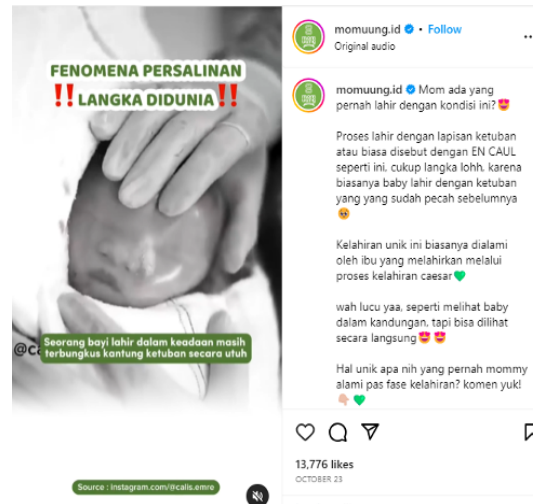 FENOMENA PERSALINAN
‼️LANGKA DIDUNIA‼️
Seorang bayi lahir dalam keadaan masih
terbungkus kantung ketuban secara utuh
Source : instagram.com/@calis.emre
momuung.id • Follow
Original audio
momuung.id Mom ada yang
pernah lahir dengan kondisi ini?😍
Proses lahir dengan lapisan ketuban
atau biasa disebut dengan EN CAUL
seperti ini. cukup langka lohh. karena
biasanya baby lahir dengan ketuban
yang yang sudah pecah sebelumnya
🥹
Kelahiran unik ini biasanya dialami
oleh ibu yang melahirkan melalui
proses kelahiran caesar💚
wah lucu yaa, seperti melihat baby
dalam kandungan. tapi bisa dilihat
secara langsung😍😍
Hal unik apa nih yang pernah mommy
alami pas fase kelahiran? komen yuk!
👇🏻💚
13,776 likes
OCTOBER 23